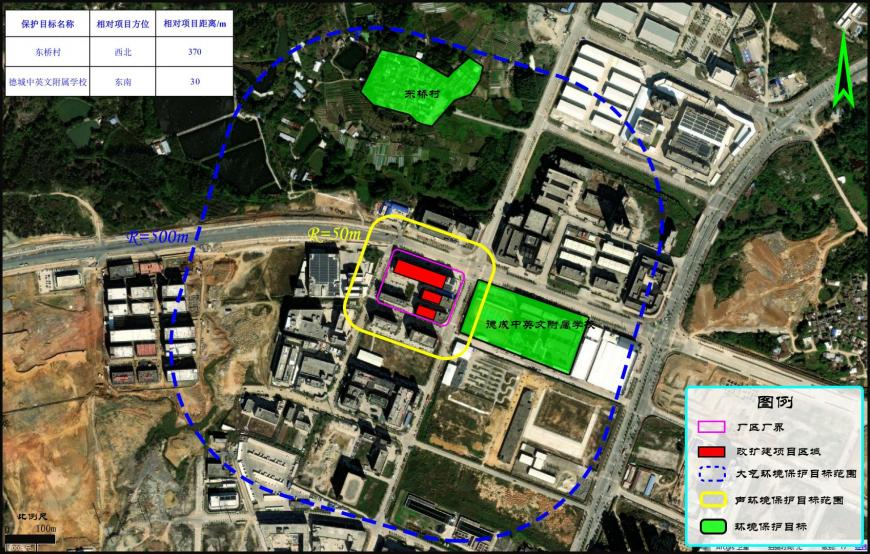 保护目标名称 相对项目方位 相对项目距离/m
东桥村 西北 370
德城中英文附属学校 东南 30
东桥村
R=500m
R=50m
德成中英文附属学校
图例
厂区厂界
改扩建项目区域
大气环境保护目标范围
声环境保护目标范围
环境保护目标
比例尺
0 100m